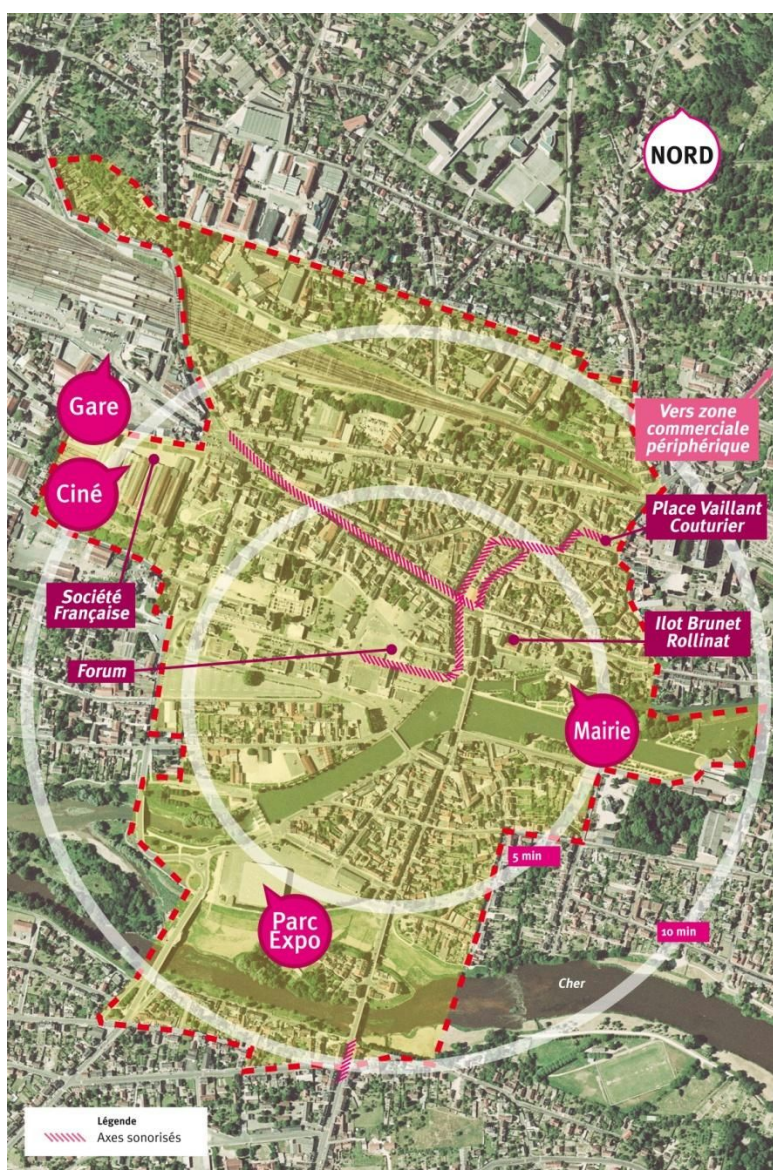 NORD
Gare
Vers zone
commerciale
périphérique
Ciné
Place Vaillant
Couturier
Société
Française
Ilot Brunet
Rollinat
Forum
Mairie
5 min
Parc
Expo
10 min
Cher
Légende
Axes sonorisés